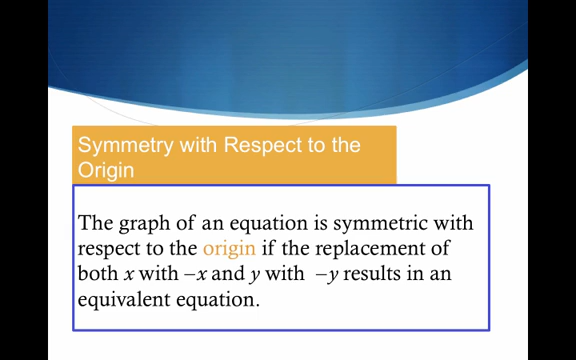 Symmetry with Respect to the
Origin
The graph of an equation is symmetric with
respect to the origin if the replacement of
both x with –x and y with –y results in an
equivalent equation.